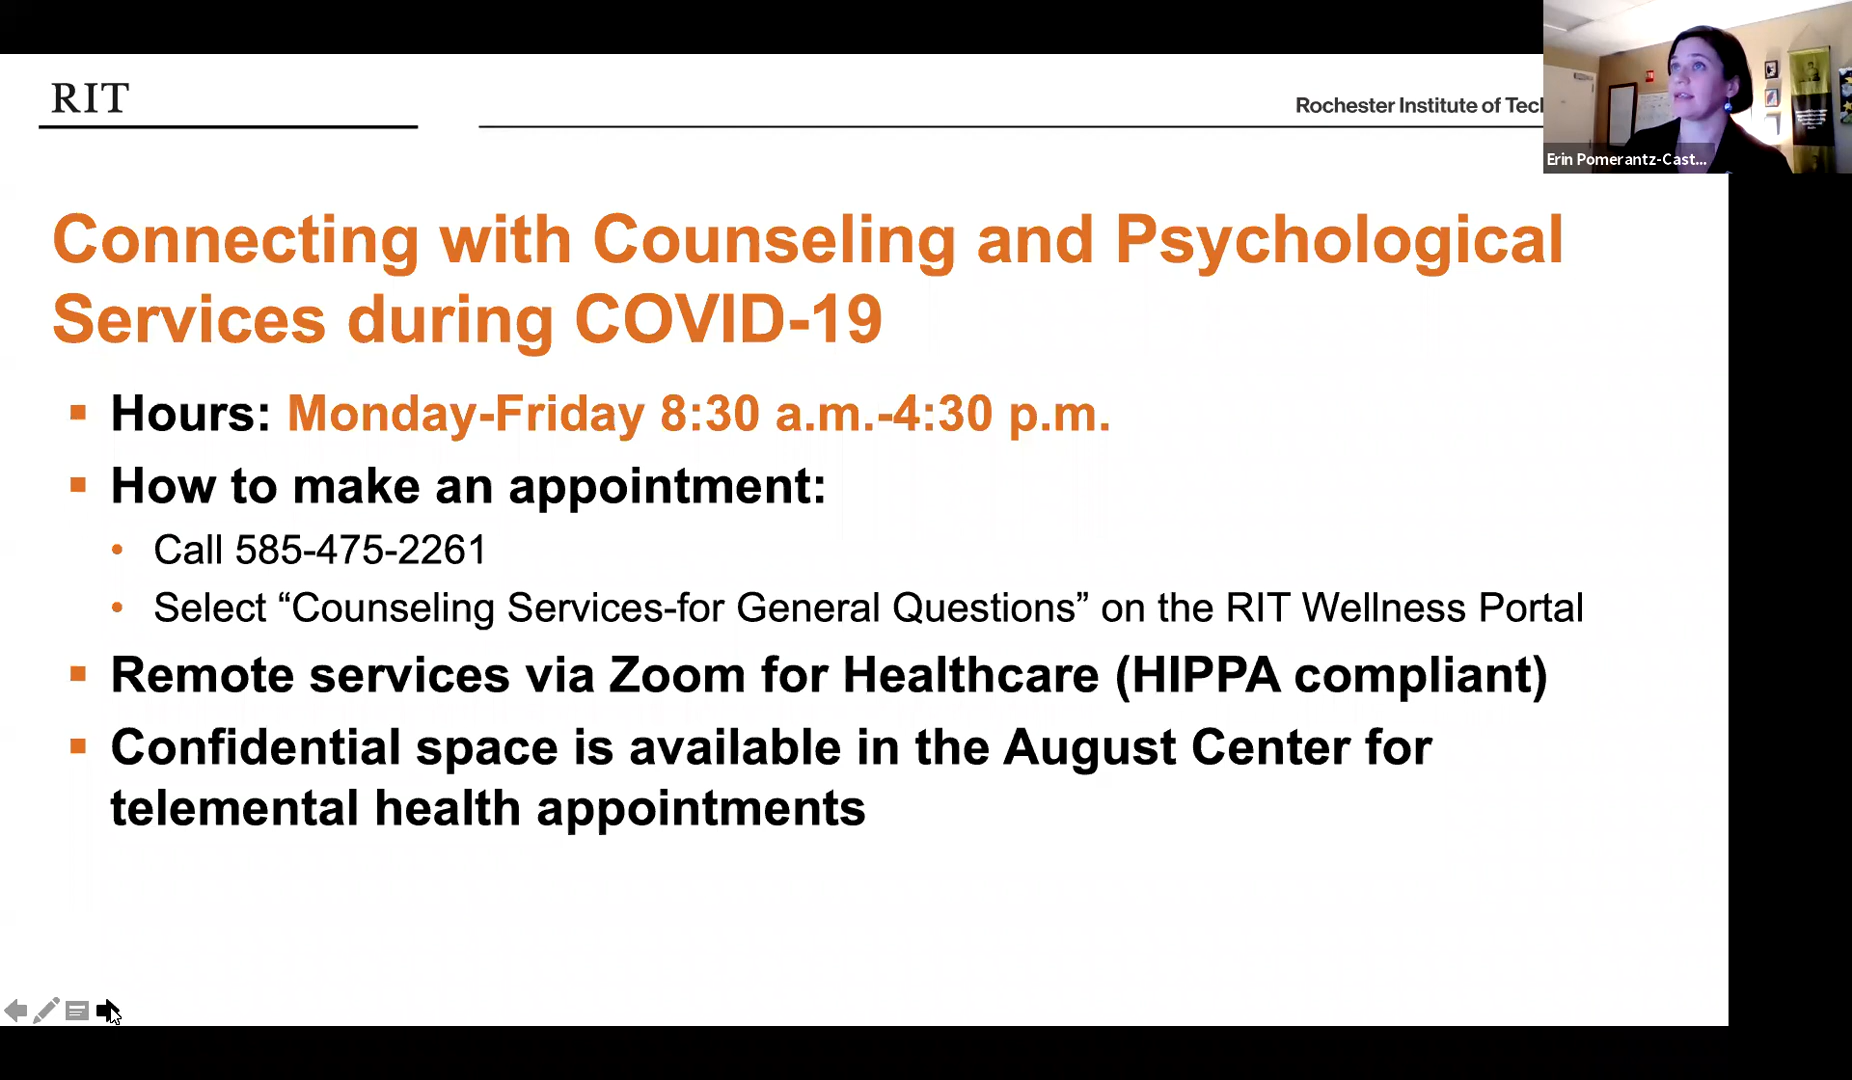 RIT
Rochester Institute of Tec
Erin Pomerantz-Cast...
Connecting with Counseling and Psychological
Services during COVID-19
Hours: Monday-Friday 8:30 a.m.-4:30 p.m.
How to make an appointment:
Call 585-475-2261
Select “Counseling Services-for General Questions” on the RIT Wellness Portal
Remote services via Zoom for Healthcare (HIPPA compliant)
Confidential space is available in the August Center for
telemental health appointments